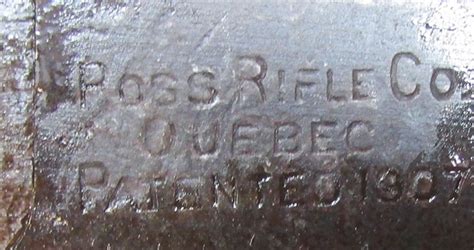 ROSS RIFLE CO.
QUEBEC
PATENTED 1907